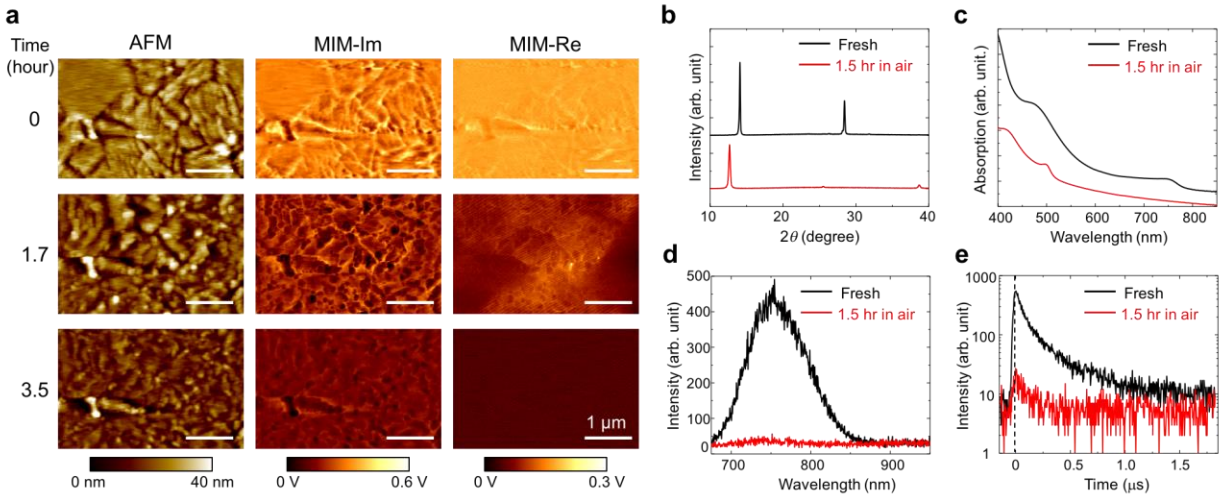 a
Time
(hour)
AFM
MIM-Im
MIM-Re
0
1.7
3.5
1 μm
0 nm 40 nm
0 V 0.6 V
0 V 0.3 V
b
Fresh
1.5 hr in air
Intensity (arb. unit)
10 20 30 40
2θ (degree)
c
Fresh
1.5 hr in air
Absorption (arb. unit.)
400 500 600 700 800
Wavelength (nm)
d
Fresh
1.5 hr in air
Intensity (arb. unit)
500
400
300
200
100
50
0
700 800 900
Wavelength (nm)
e
Fresh
1.5 hr in air
Intensity (arb. unit)
1000
100
10
1
0 0.5 1.0 1.5
Time (μs)